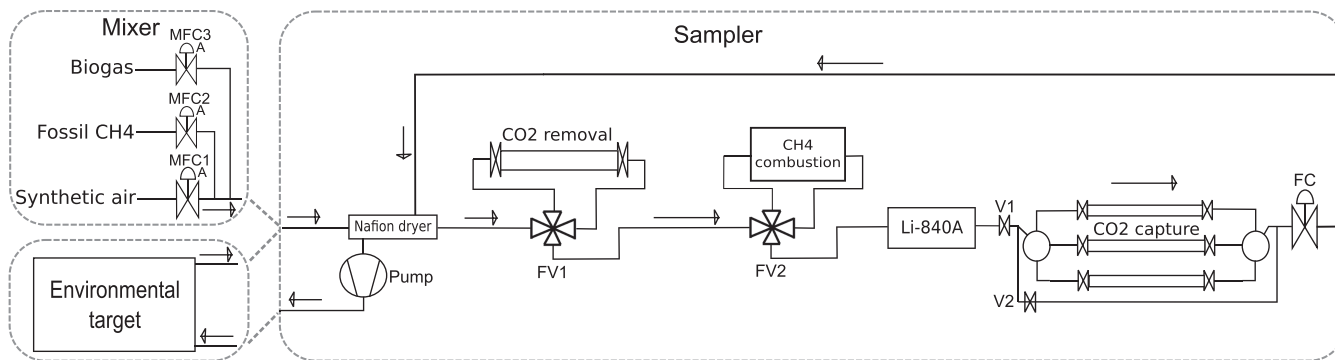 Mixer
MFC3
A
Biogas
MFC2
A
Fossil CH4
MFC1
A
Synthetic air
Environmental
target
Sampler
CO2 removal
CH4
combustion
Nafion dryer
Pump
FV1
FV2
Li-840A
V1
CO2 capture
V2
FC